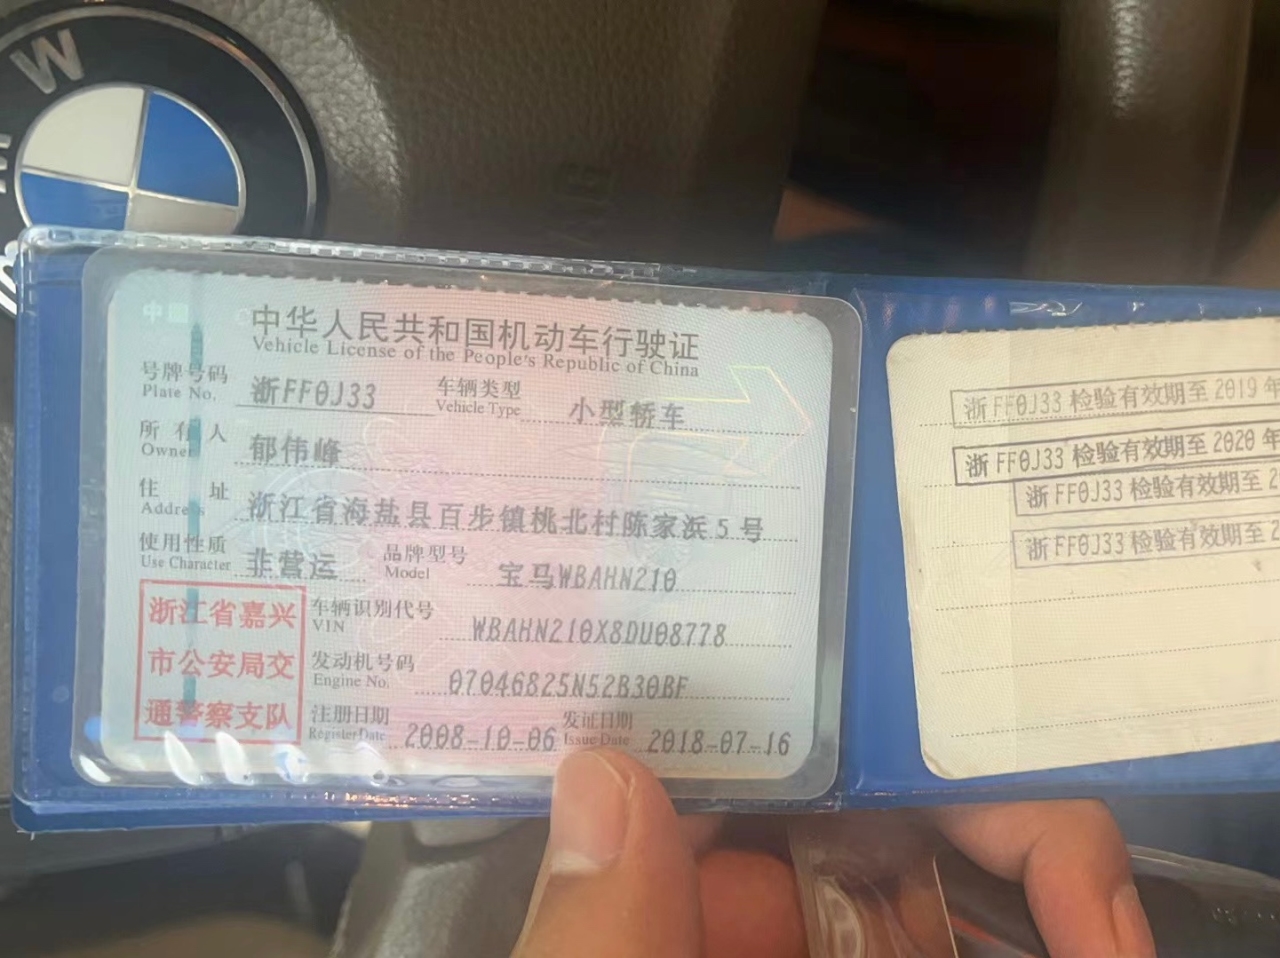 W
中华人民共和国机动车行驶证
Vehicle License of the People's Republic of China
号牌号码 浙FF0J33 车辆类型 小型轿车
Plate No. Vehicle Type
所有人 郁伟峰
Owner
住址 浙江省海盐县百步镇桃北村陈家浜5号
Address
使用性质 非营运 品牌型号 宝马WBAHN210
Use Character Model
浙江省嘉兴
市公安局交
通警察支队
车辆识别代号 WBAHN210X8DU08778
VIN
发动机号码 07046825N52B30BF
Engine No.
注册日期 2008-10-06 发证日期 2018-07-16
Register Date Issue Date
浙FF0J33检验有效期至2019年
浙FF0J33检验有效期至2020年
浙FF0J33检验有效期至2
浙FF0J33检验有效期至2